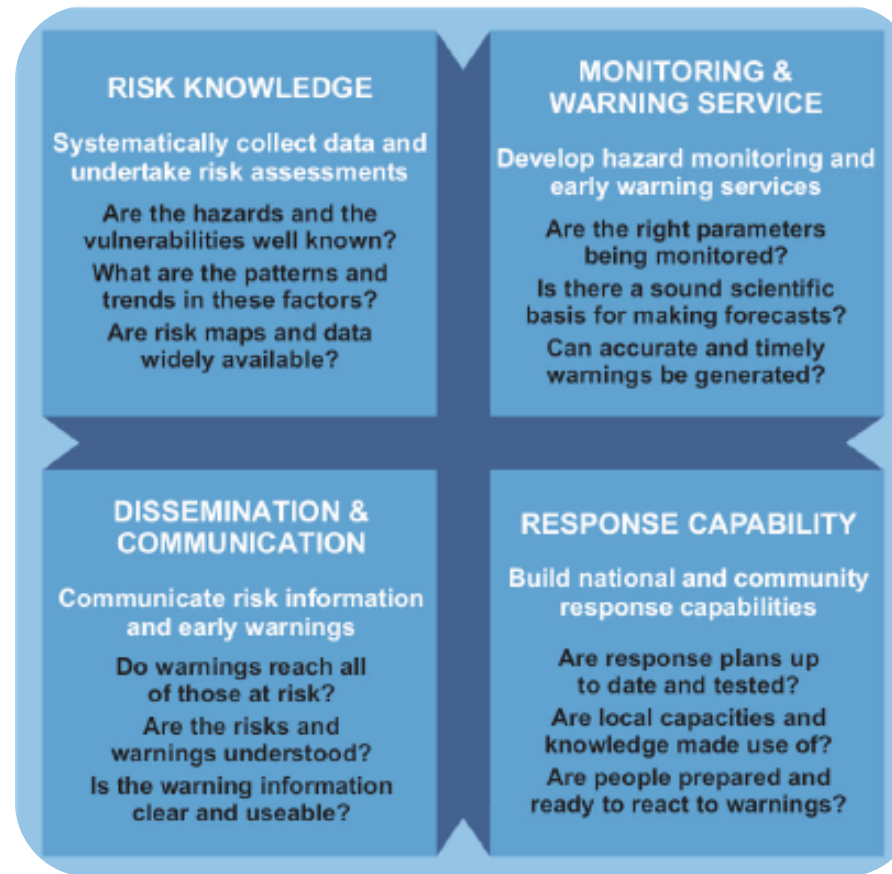 RISK KNOWLEDGE
Systematically collect data and
undertake risk assessments
Are the hazards and the
vulnerabilities well known?
What are the patterns and
trends in these factors?
Are risk maps and data
widely available?
MONITORING &
WARNING SERVICE
Develop hazard monitoring and
early warning services
Are the right parameters
being monitored?
Is there a sound scientific
basis for making forecasts?
Can accurate and timely
warnings be generated?
DISSEMINATION &
COMMUNICATION
Communicate risk information
and early warnings
Do warnings reach all
of those at risk?
Are the risks and
warnings understood?
Is the warning information
clear and useable?
RESPONSE CAPABILITY
Build national and community
response capabilities
Are response plans up
to date and tested?
Are local capacities and
knowledge made use of?
Are people prepared and
ready to react to warnings?